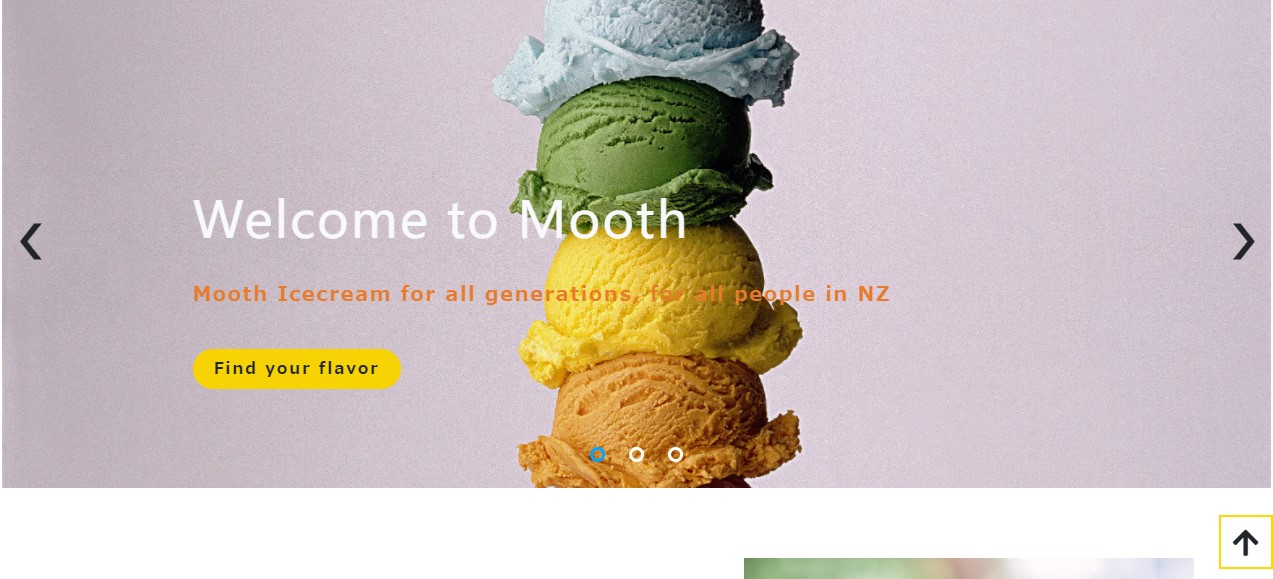 Welcome to Mooth
Mooth Icecream for all generations, for all people in NZ
Find your flavor